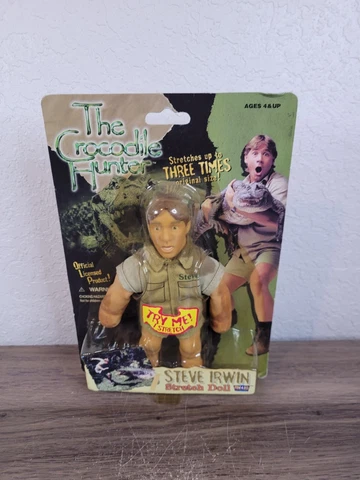 The
Crocodile
Hunter
AGES 4 & UP
Stretches up to
THREE TIMES
original size!
Official
Licensed
Product!
Steve
TRY ME!
I STRETCH
STEVE IRWIN
Stretch Doll